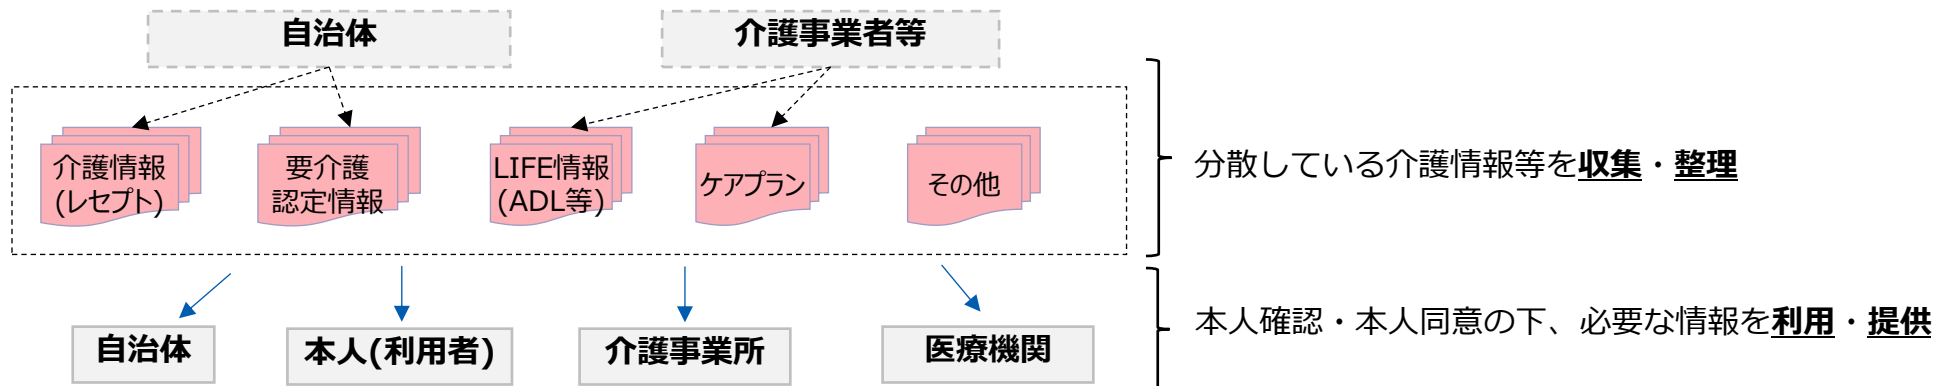 自治体
介護事業者等
介護情報
(レセプト)
要介護
認定情報
LIFE情報
(ADL等)
ケアプラン
その他
分散している介護情報等を収集・整理
自治体
本人(利用者)
介護事業所
医療機関
本人確認・本人同意の下、必要な情報を利用・提供